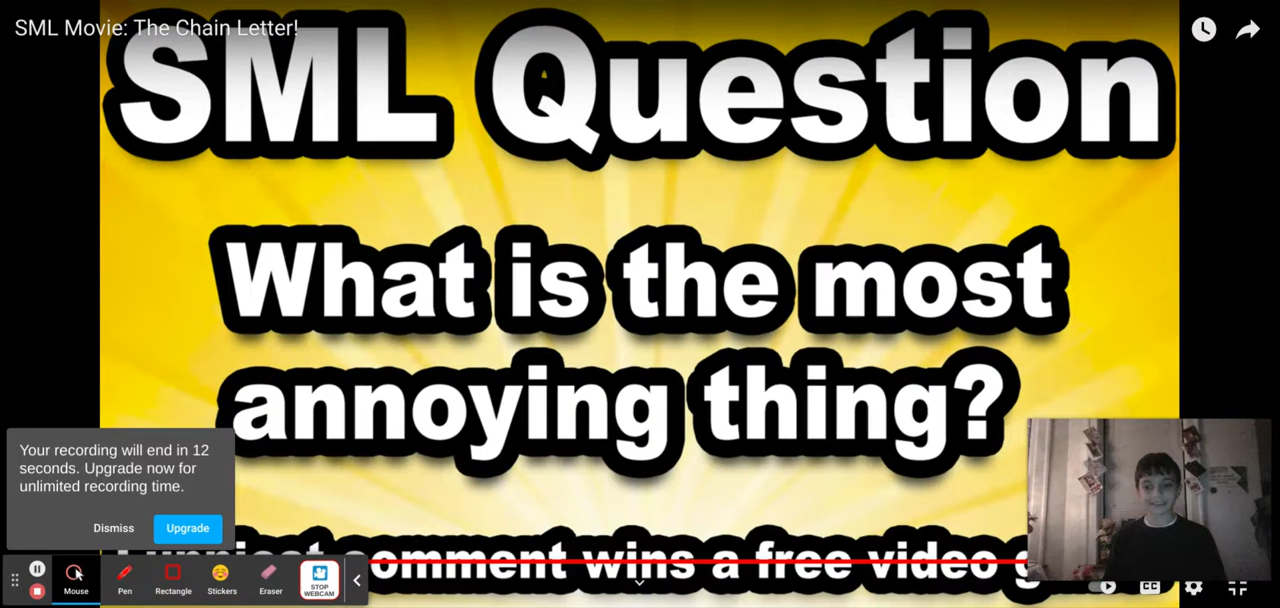 SML Movie: The Chain Letter!
SML Question
What is the most
annoying thing?
comment wins a free video
Your recording will end in 12
seconds. Upgrade now for
unlimited recording time.
Dismiss
Upgrade
Mouse
Pen
Rectangle
Stickers
Eraser
STOP
WEBCAM
CC